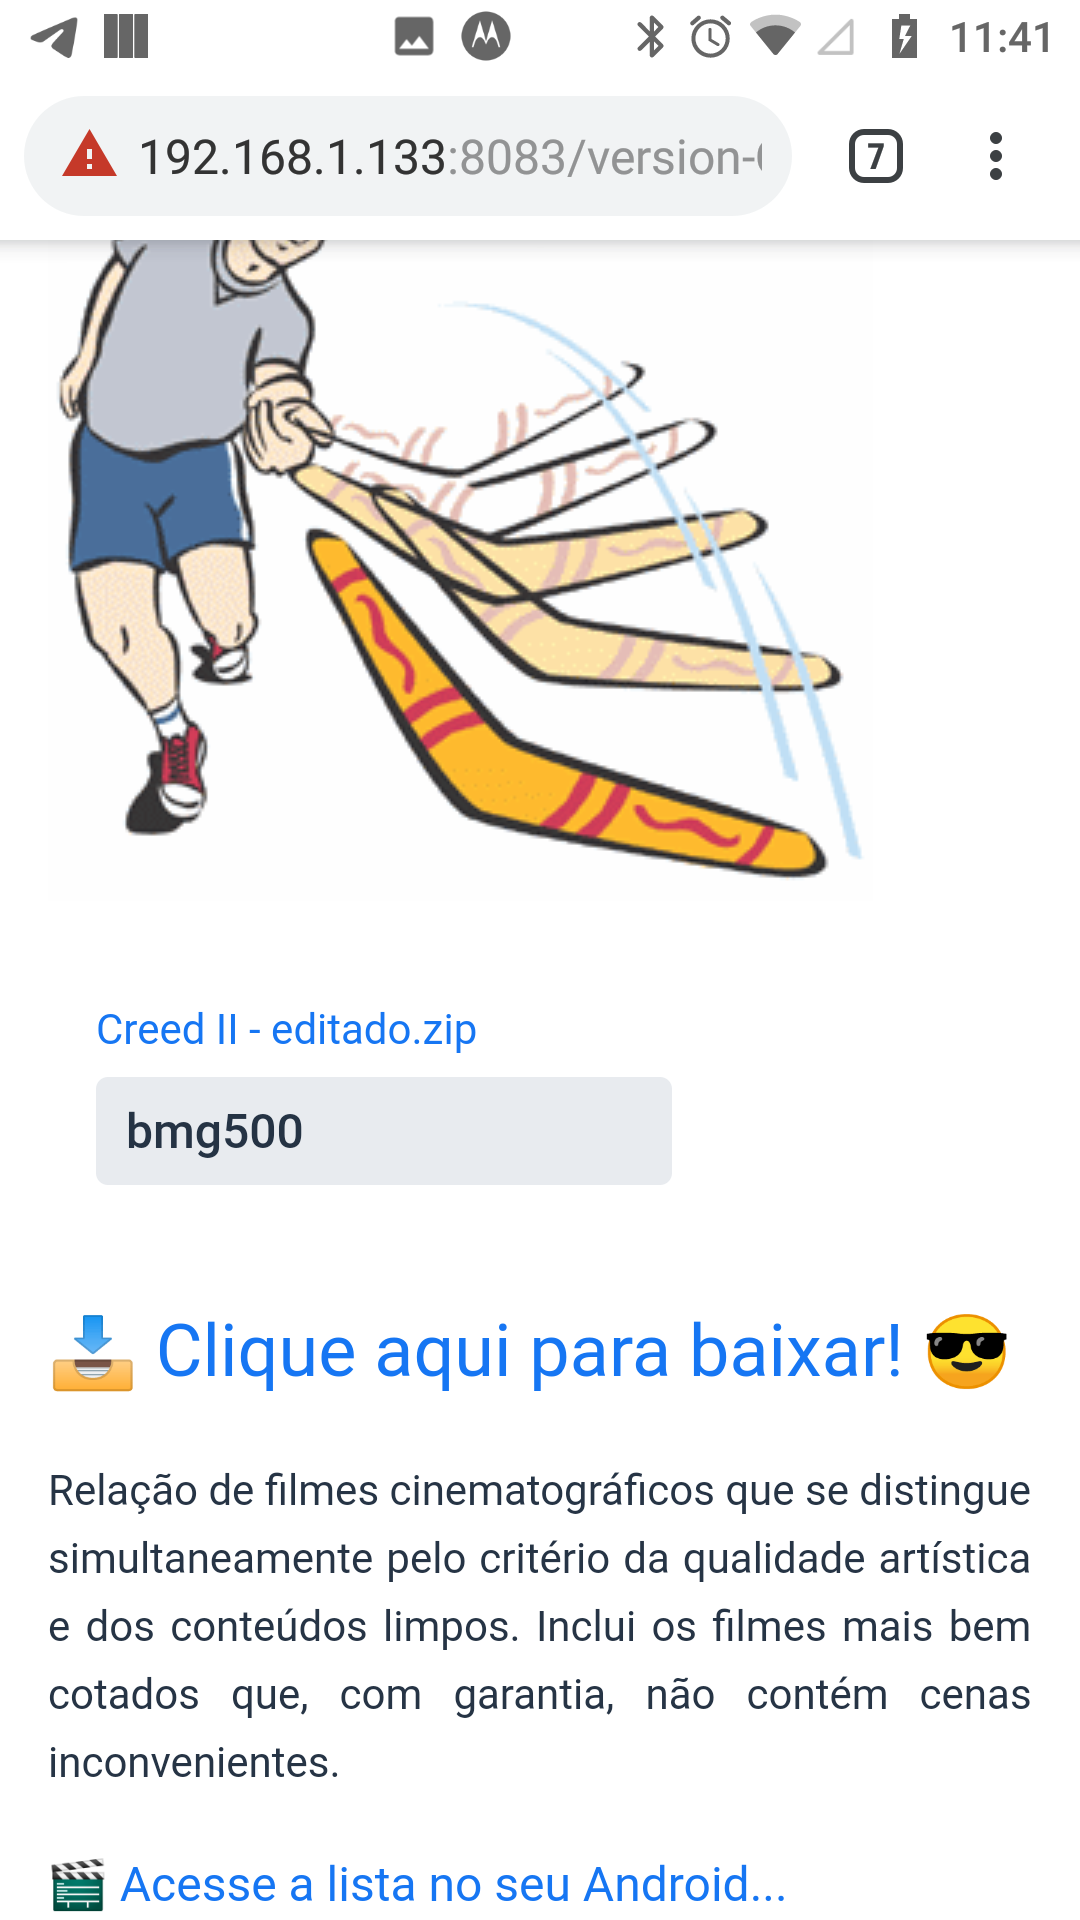 11:41
192.168.1.133:8083/version-
7
Creed II - editado.zip
bmg500
Clique aqui para baixar!
Relação de filmes cinematográficos que se distingue
simultaneamente pelo critério da qualidade artística
e dos conteúdos limpos. Inclui os filmes mais bem
cotados que, com garantia, não contém cenas
inconvenientes.
Acesse a lista no seu Android...